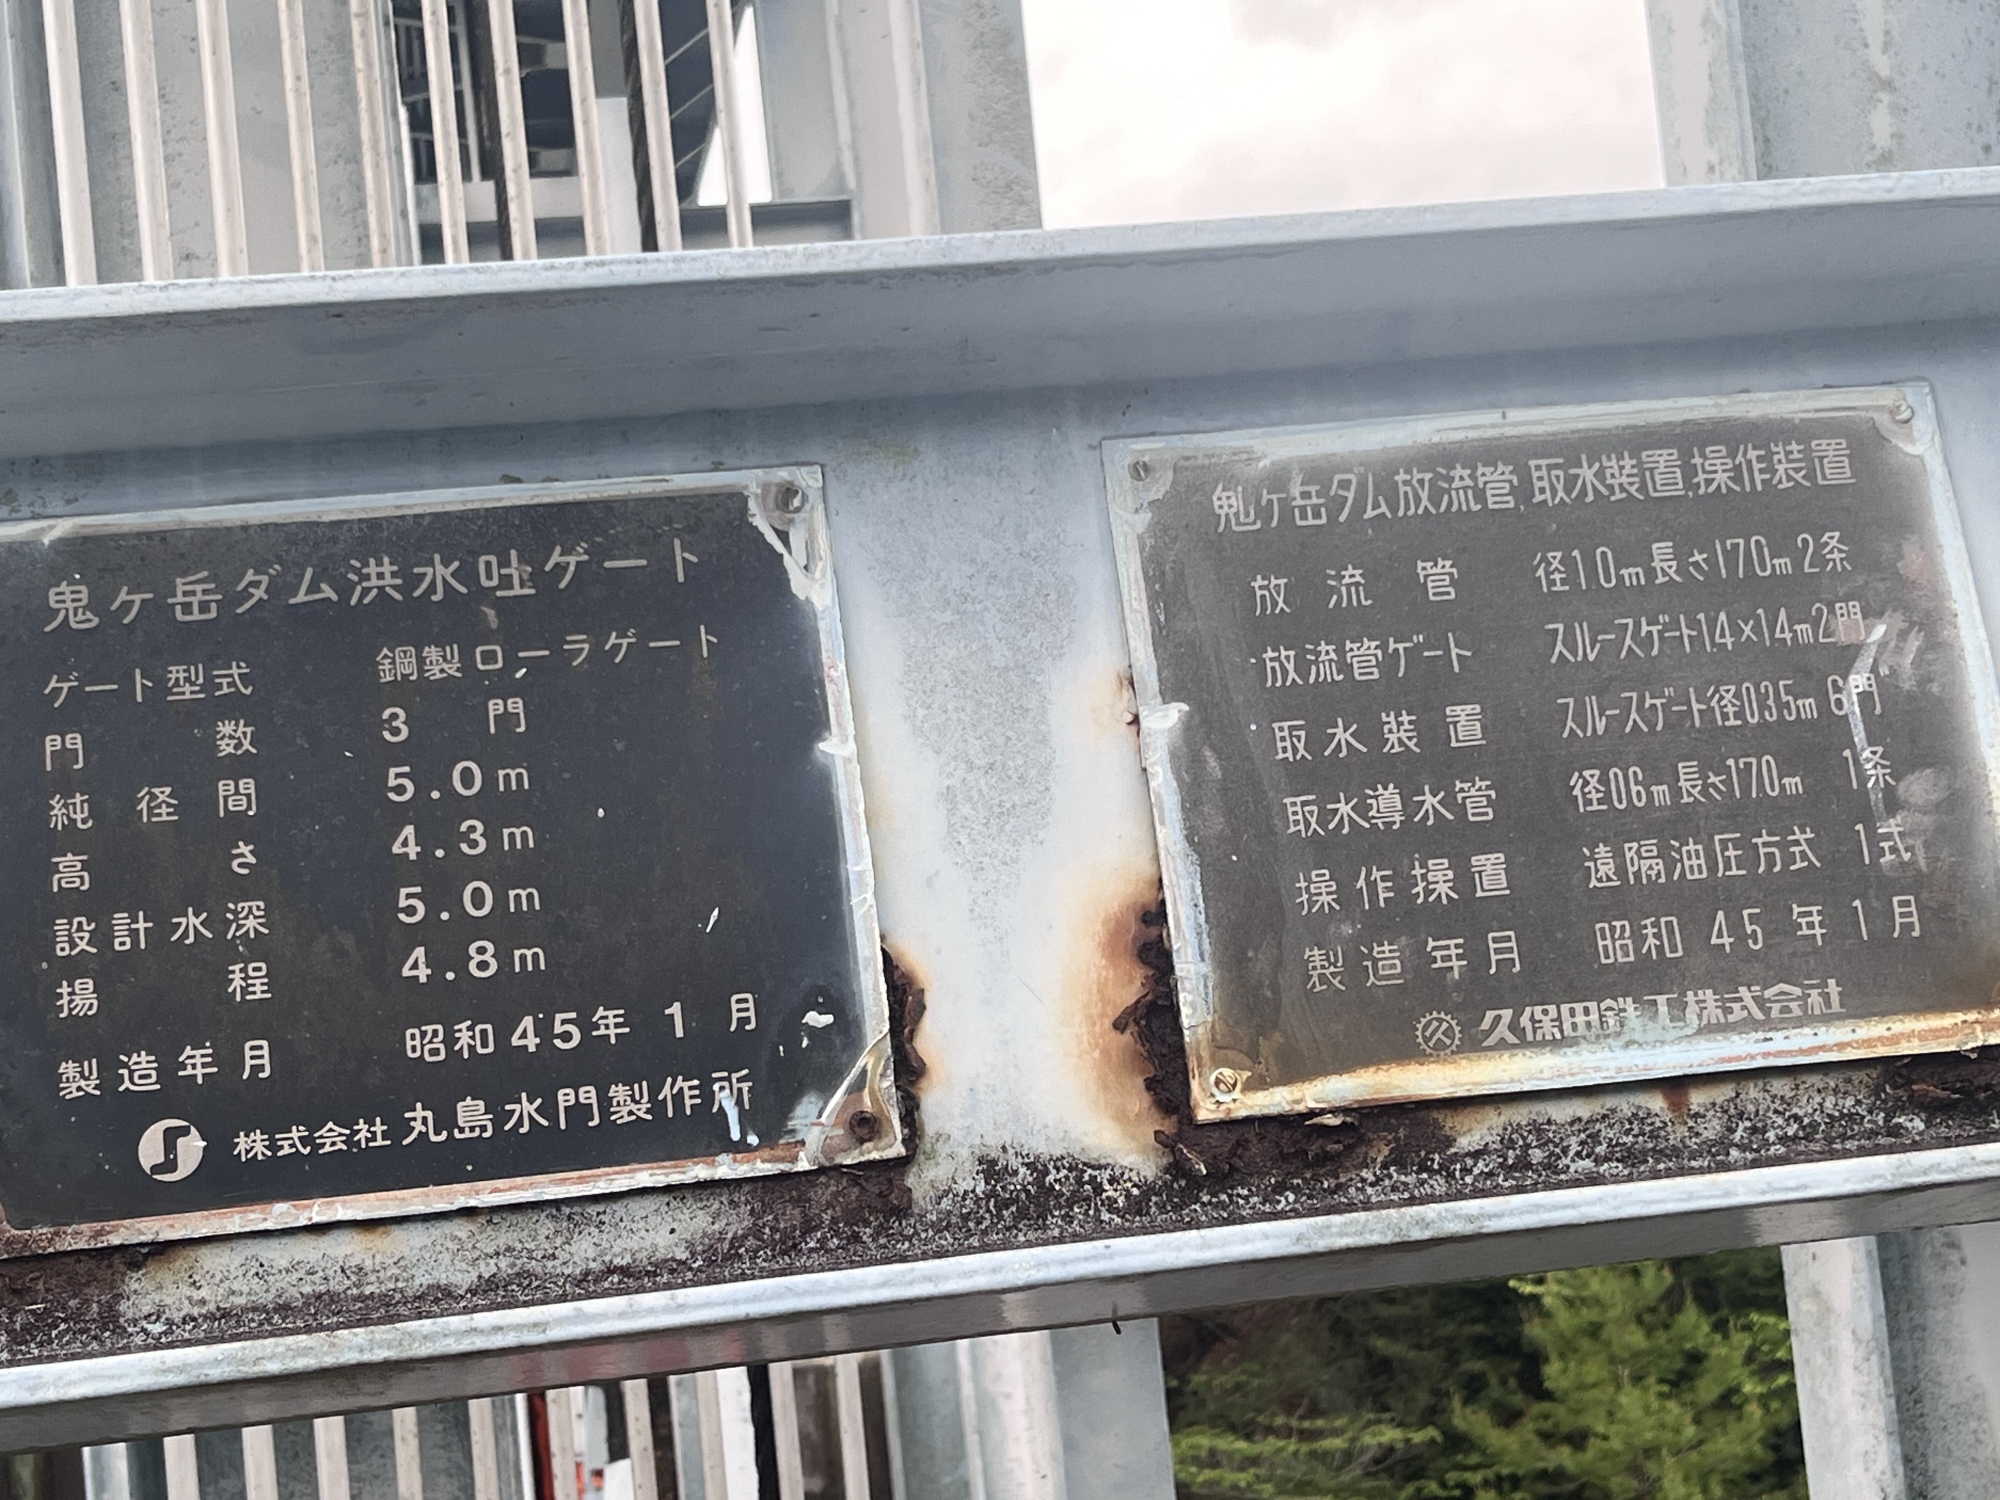 鬼ヶ岳ダム洪水吐ゲート
ゲート型式 鋼製ローラゲート
門数 3門
純径間 5.0m
高さ 4.3m
設計水深 5.0m
揚程 4.8m
製造年月 昭和45年1月
株式会社 丸島水門製作所
鬼ヶ岳ダム放流管,取水装置,操作装置
放流管 径1.0m長さ170m 2条
放流管ゲート スルースゲート1.4×1.4m2門
取水装置 スルースゲート径0.35m 6門
取水導水管 径0.6m長さ170m 1条
操作操置 遠隔油圧方式 1式
製造年月 昭和45年1月
久保田鉄工株式会社